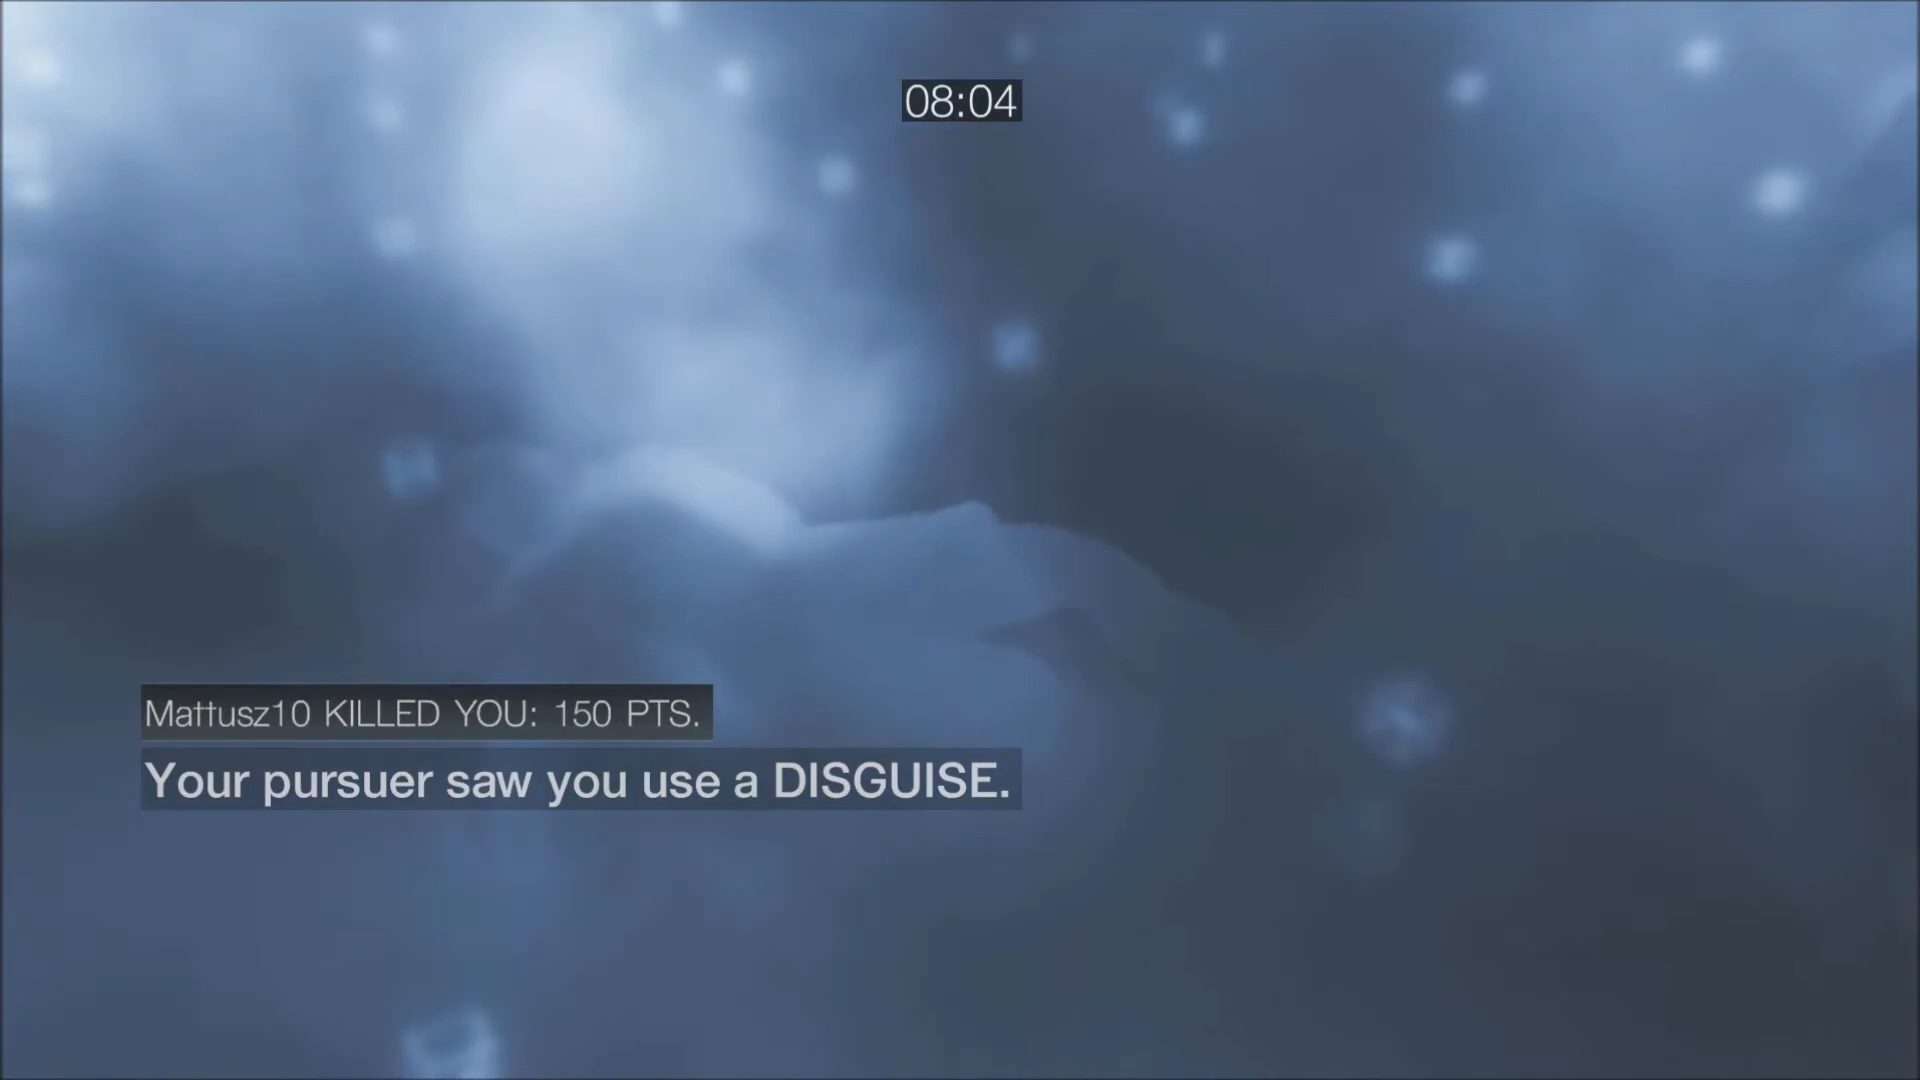 08:04
Mattusz10 KILLED YOU: 150 PTS.
Your pursuer saw you use a DISGUISE.